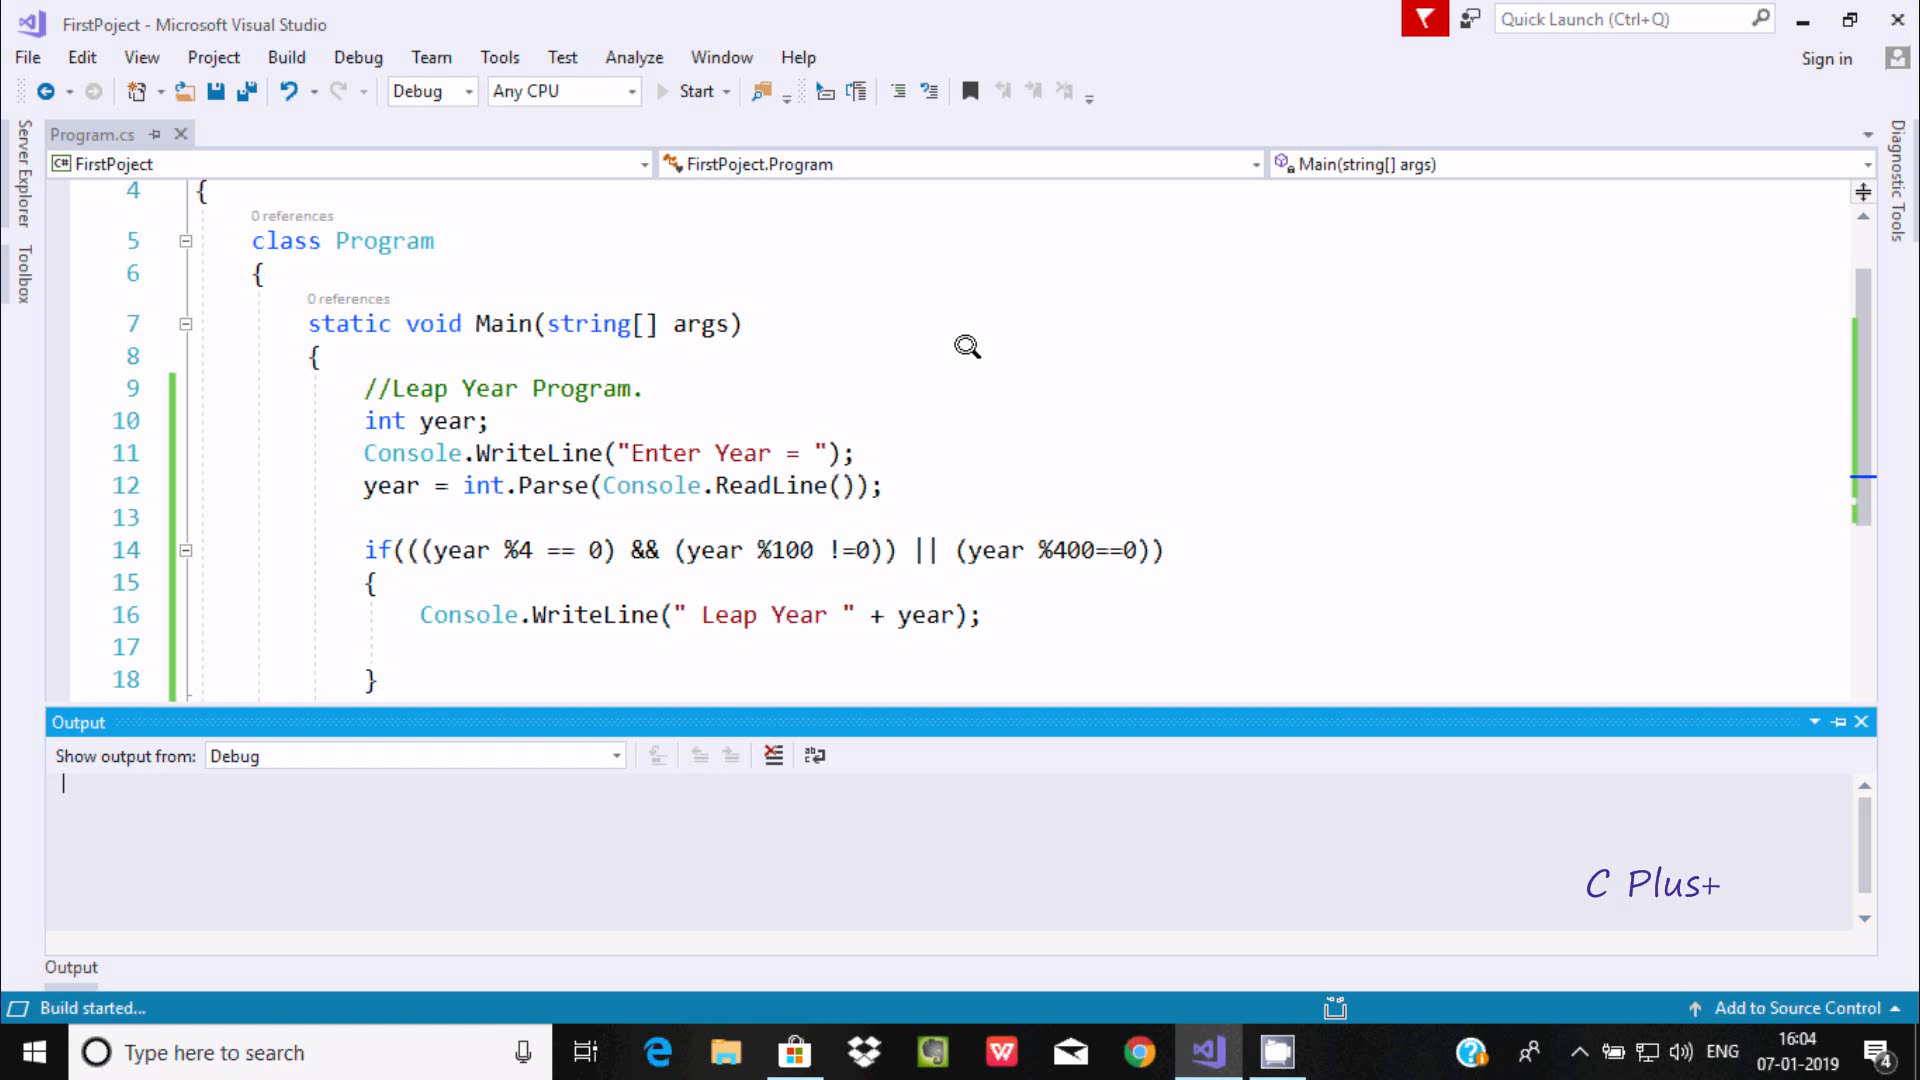 FirstPoject - Microsoft Visual Studio
Quick Launch (Ctrl+Q)
File Edit View Project Build Debug Team Tools Test Analyze Window Help
Sign in
Debug Any CPU Start
Server Explorer
Toolbox
Diagnostic Tools
Program.cs
C# FirstPoject FirstPoject.Program Main(string[] args)
4 {
0 references
5 class Program
6 {
0 references
7 static void Main(string[] args)
8 {
9 //Leap Year Program.
10 int year;
11 Console.WriteLine("Enter Year = ");
12 year = int.Parse(Console.ReadLine());
13
14 if(((year %4 == 0) && (year %100 !=0)) || (year %400==0))
15 {
16 Console.WriteLine(" Leap Year " + year);
17
18 }
Output
Show output from: Debug
C Plus+
Output
Build started...
Add to Source Control
Type here to search
ENG
16:04
07-01-2019
4